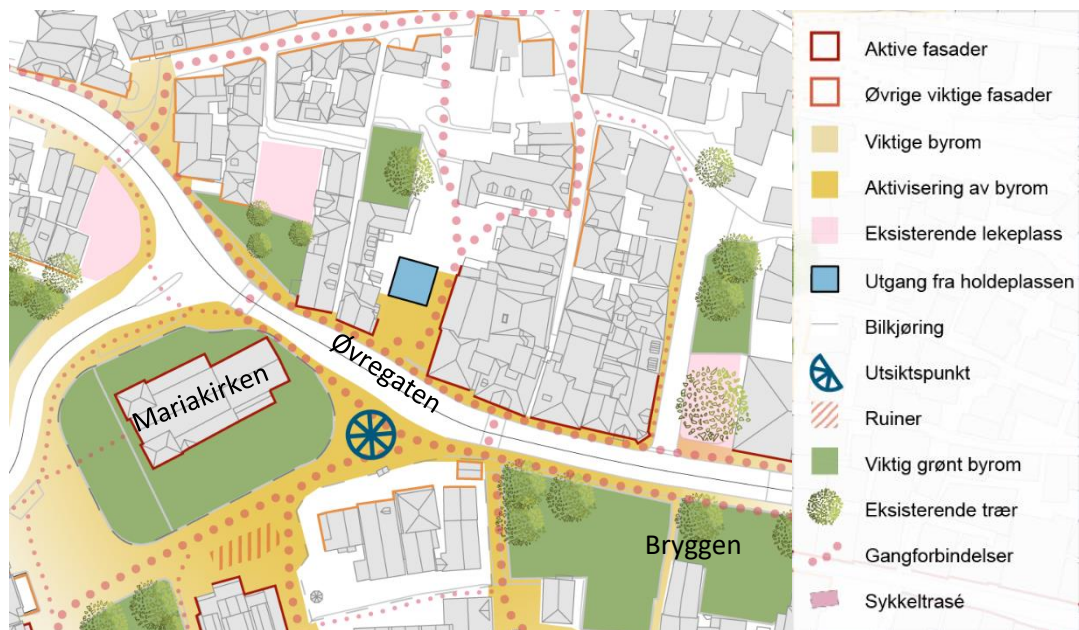 Mariakirken
Øvregaten
Bryggen
Aktive fasader
Øvrige viktige fasader
Viktige byrom
Aktivisering av byrom
Eksisterende lekeplass
Utgang fra holdeplassen
Bilkjøring
Utsiktspunkt
Ruiner
Viktig grønt byrom
Eksisterende trær
Gangforbindelser
Sykkeltrasé